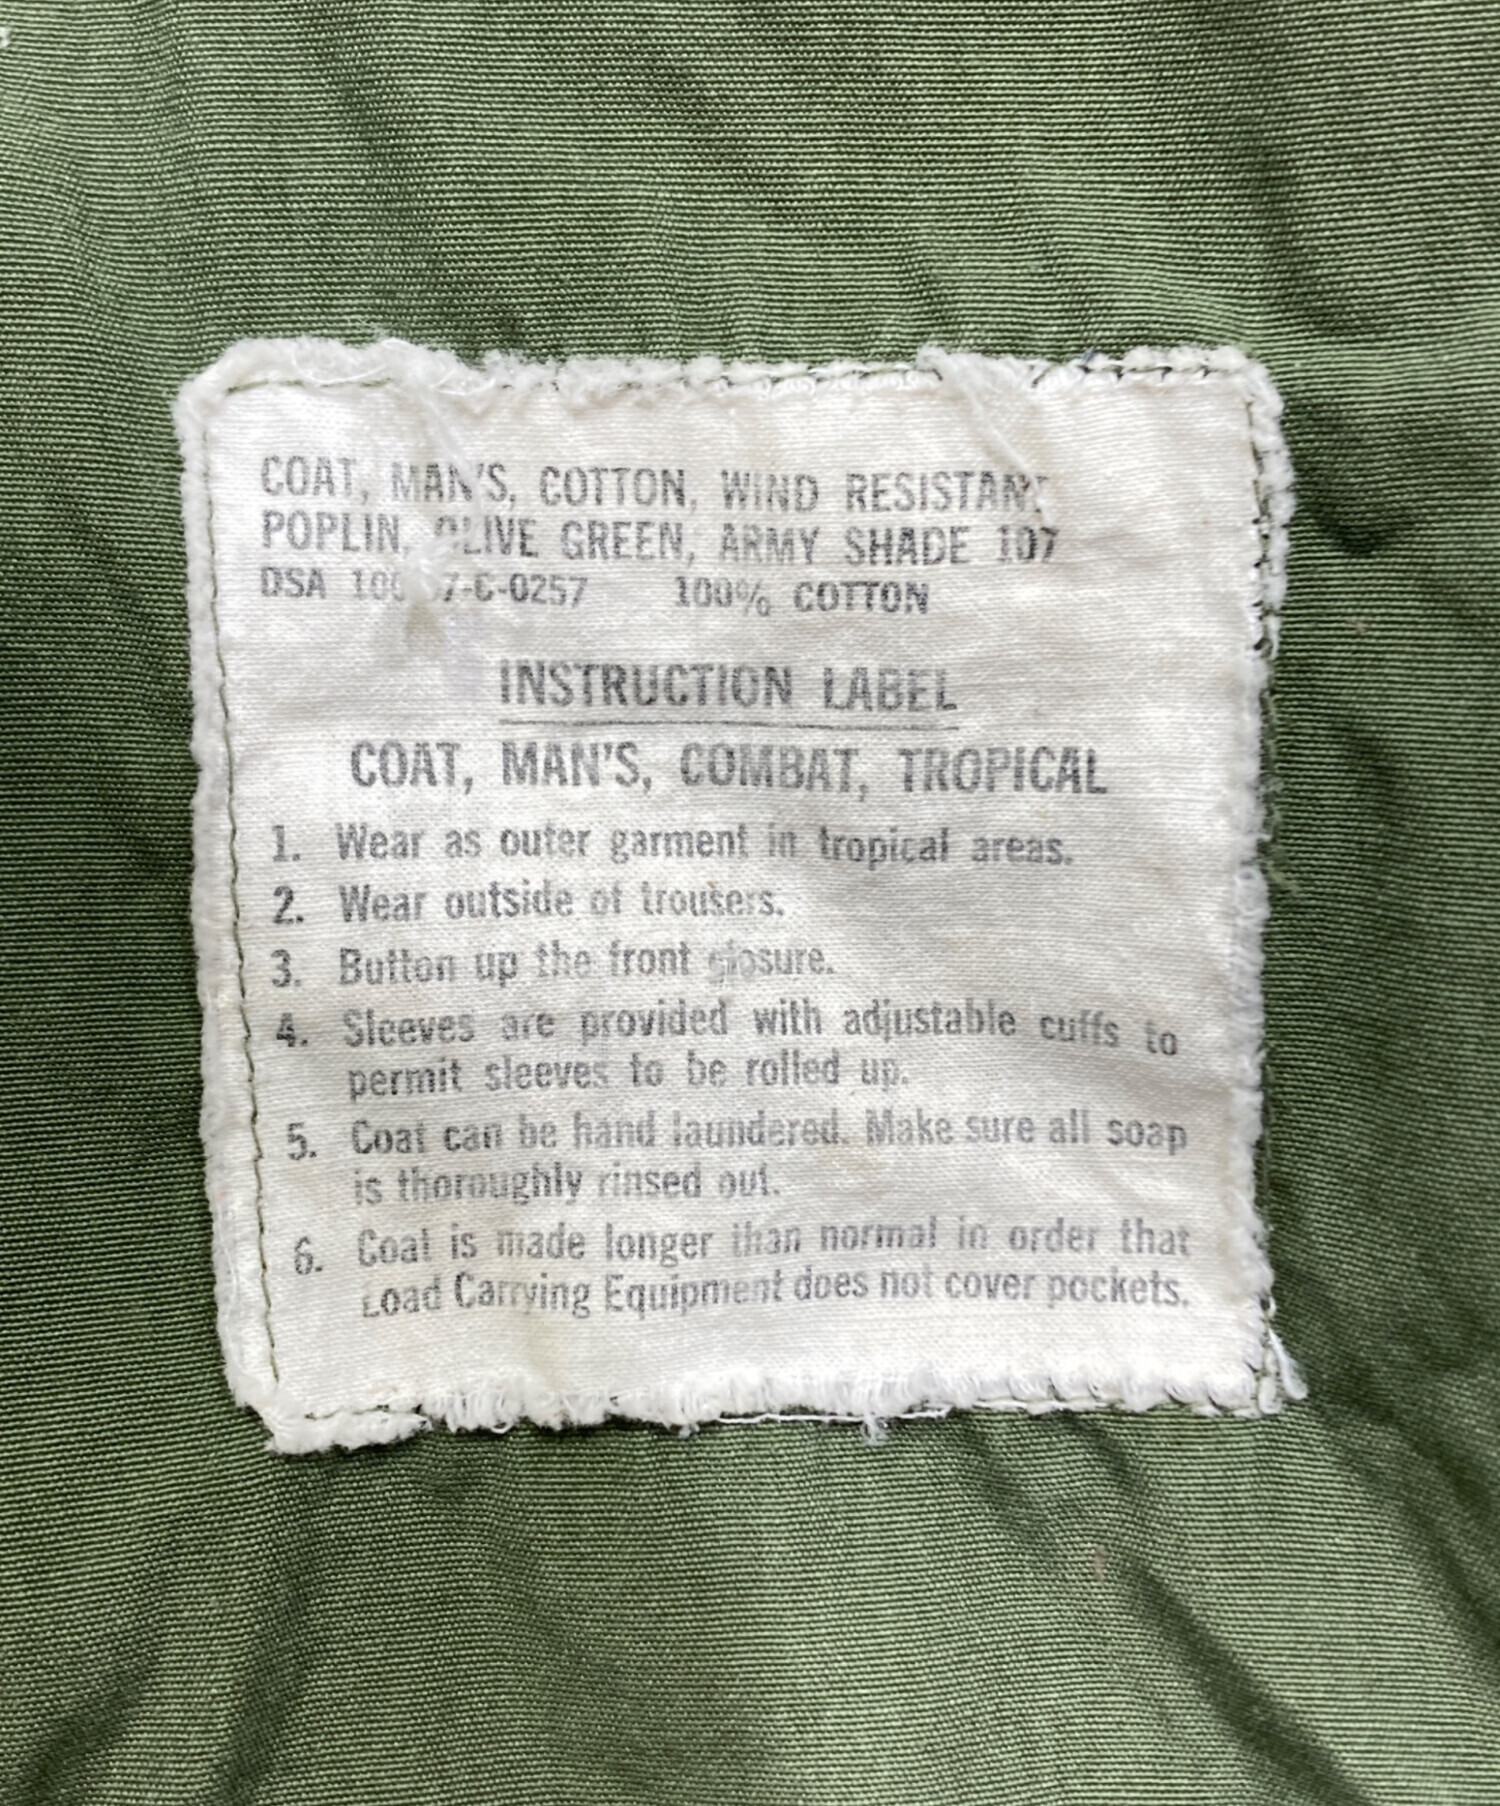 COAT, MAN'S, COTTON, WIND RESISTANT
POPLIN, OLIVE GREEN, ARMY SHADE 107
DSA 100%-C-0257 100% COTTON
INSTRUCTION LABEL
COAT, MAN'S, COMBAT, TROPICAL
1. Wear as outer garment in tropical areas.
2. Wear outside of trousers.
3. Button up the front closure.
4. Sleeves are provided with adjustable cuffs to
permit sleeves to be rolled up.
5. Coat can be hand laundered. Make sure all soap
is thoroughly rinsed out.
6. Coat is made longer than normal in order that
Load Carrying Equipment does not cover pockets.